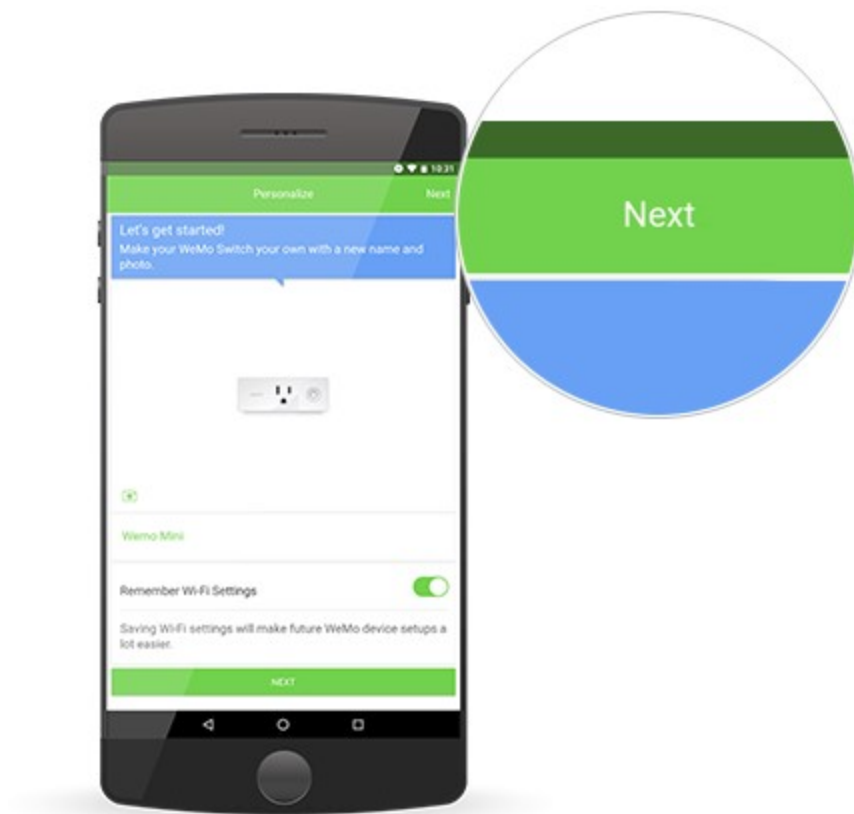 10:31
Personalize Next
Let's get started!
Make your WeMo Switch your own with a new name and
photo.
Next
Wemo Mini
Remember Wi-Fi Settings
Saving Wi-Fi settings will make future WeMo device setups a
lot easier.
NEXT